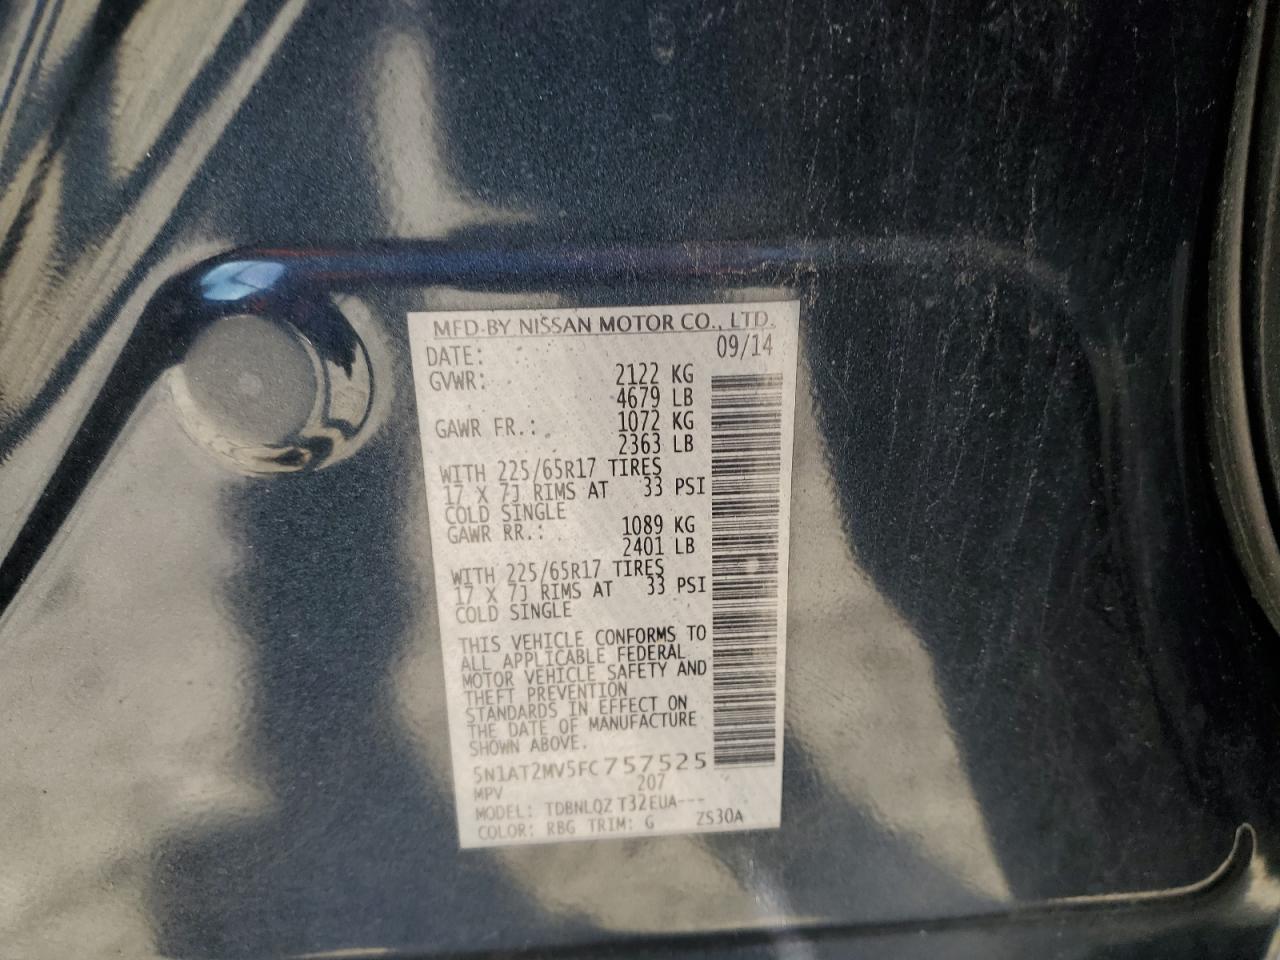 MFD-BY NISSAN MOTOR CO., LTD.
DATE: 09/14
GVWR: 2122 KG
4679 LB
GAWR FR.: 1072 KG
2363 LB
WITH 225/65R17 TIRES
17 X 7J RIMS AT 33 PSI
COLD SINGLE
GAWR RR.: 1089 KG
2401 LB
WITH 225/65R17 TIRES
17 X 7J RIMS AT 33 PSI
COLD SINGLE
THIS VEHICLE CONFORMS TO
ALL APPLICABLE FEDERAL
MOTOR VEHICLE SAFETY AND
THEFT PREVENTION
STANDARDS IN EFFECT ON
THE DATE OF MANUFACTURE
SHOWN ABOVE.
5N1AT2MV5FC757525
MPV 207
MODEL: TDBNLQZ T32EUA---
COLOR: RBG TRIM: G ZS30A